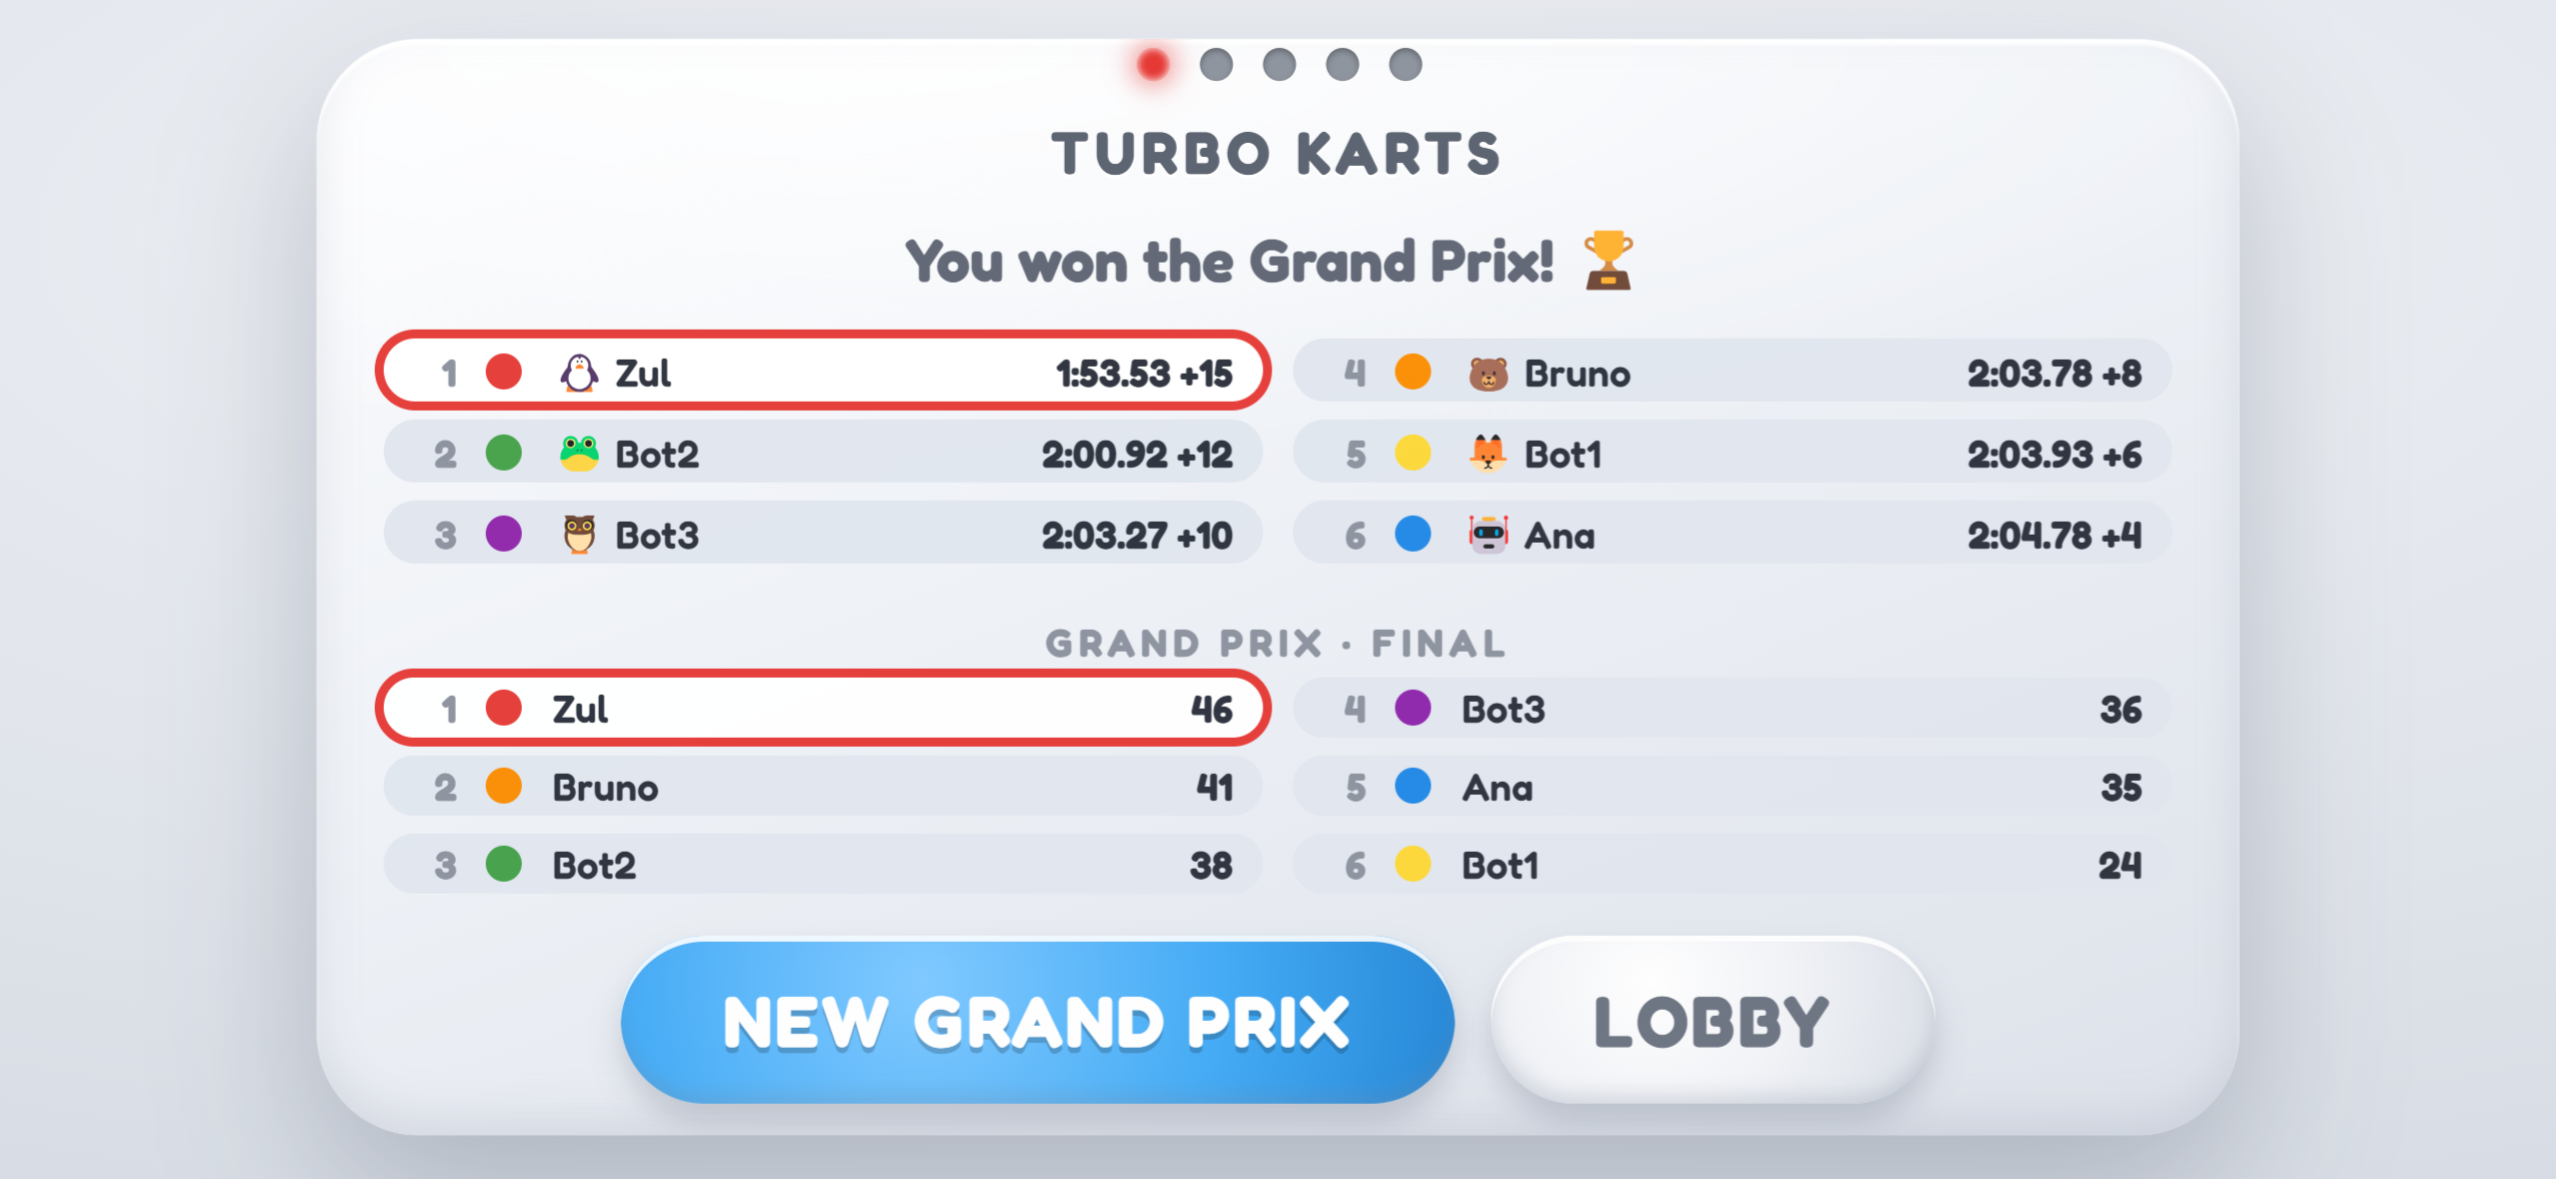 TURBO KARTS
You won the Grand Prix!
1 Zul 1:53.53 +15
2 Bot2 2:00.92 +12
3 Bot3 2:03.27 +10
4 Bruno 2:03.78 +8
5 Bot1 2:03.93 +6
6 Ana 2:04.78 +4
GRAND PRIX · FINAL
1 Zul 46
2 Bruno 41
3 Bot2 38
4 Bot3 36
5 Ana 35
6 Bot1 24
NEW GRAND PRIX
LOBBY